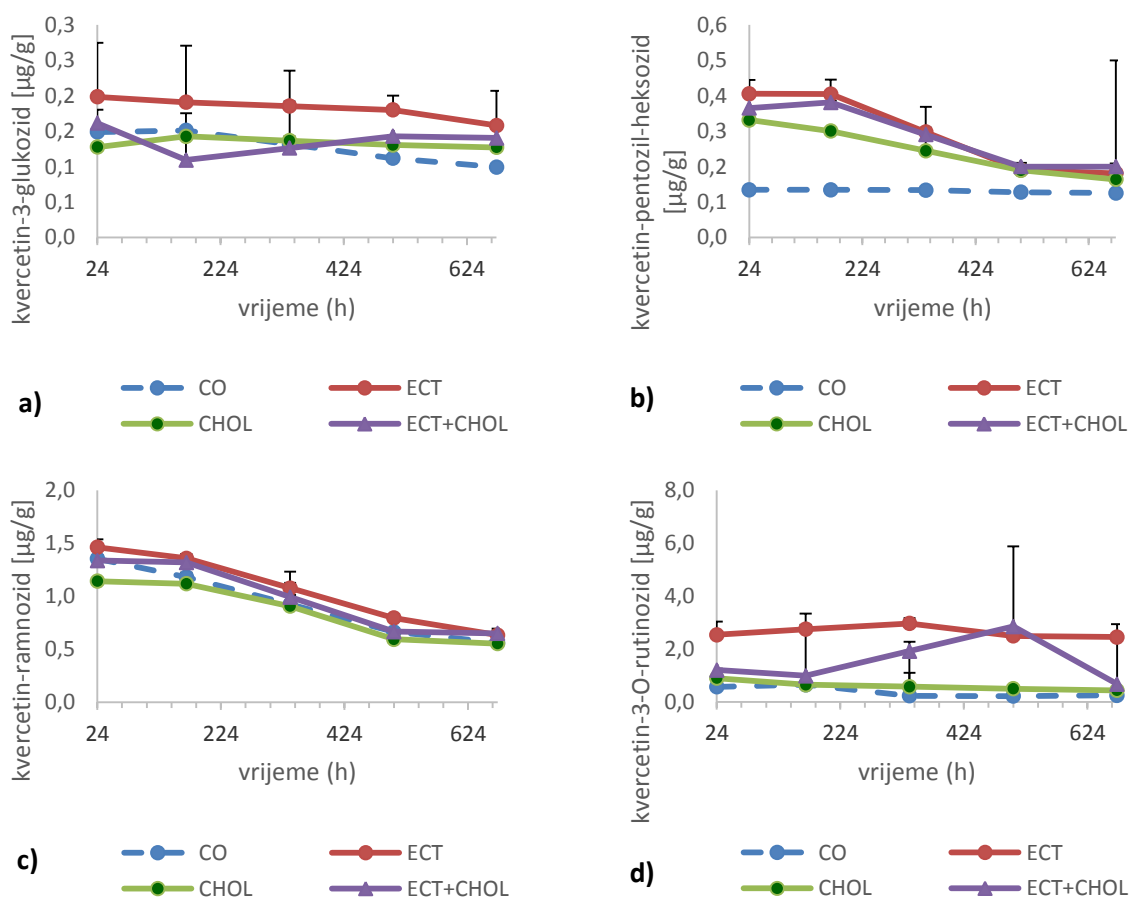 kvercetin-3-glukozid [µg/g]
0,3
0,3
0,2
0,2
0,1
0,1
0,0
24 224 424 624
vrijeme (h)
a)
CO ECT
CHOL ECT+CHOL
kvercetin-pentozil-heksozid
[µg/g]
0,6
0,5
0,4
0,3
0,2
0,1
0,0
24 224 424 624
vrijeme (h)
b)
CO ECT
CHOL ECT+CHOL
kvercetin-ramnozid [µg/g]
2,0
1,5
1,0
0,5
0,0
24 224 424 624
vrijeme (h)
c)
CO ECT
CHOL ECT+CHOL
kvercetin-3-O-rutinozid [µg/g]
8,0
6,0
4,0
2,0
0,0
24 224 424 624
vrijeme (h)
d)
CO ECT
CHOL ECT+CHOL